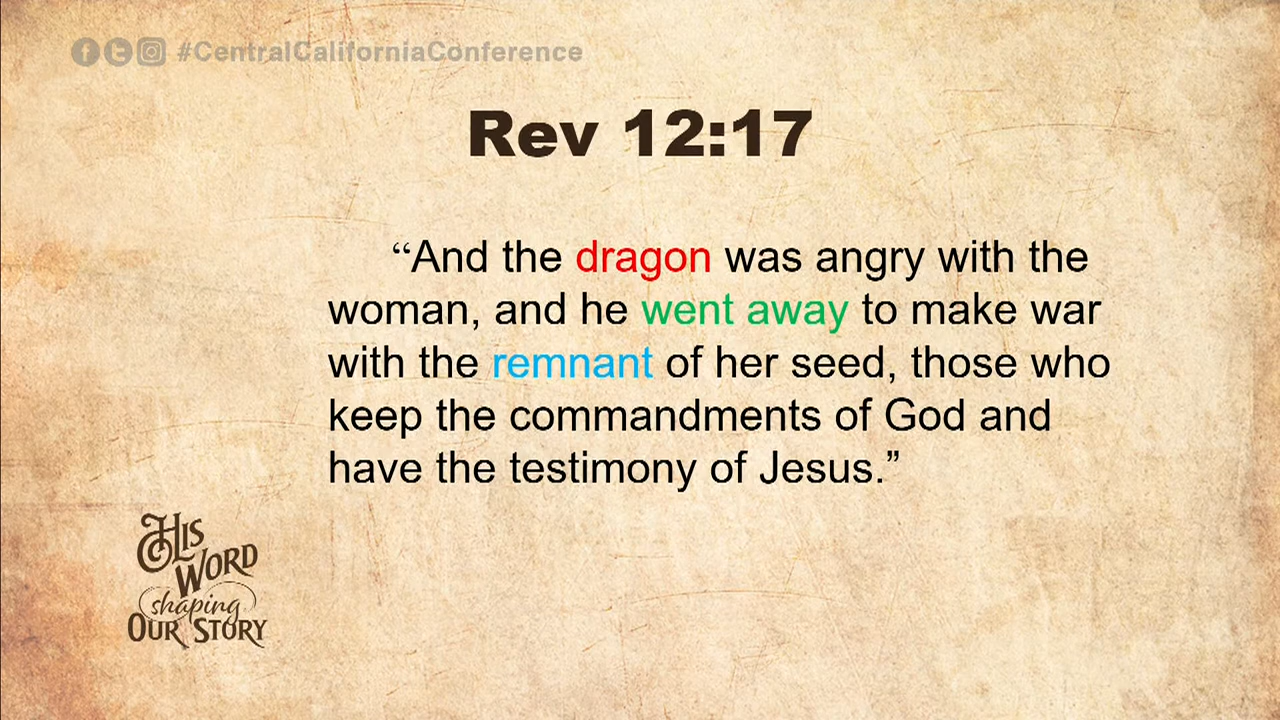 #CentralCaliforniaConference
Rev 12:17
“And the dragon was angry with the
woman, and he went away to make war
with the remnant of her seed, those who
keep the commandments of God and
have the testimony of Jesus.”
HIS
WORD
shaping
OUR STORY